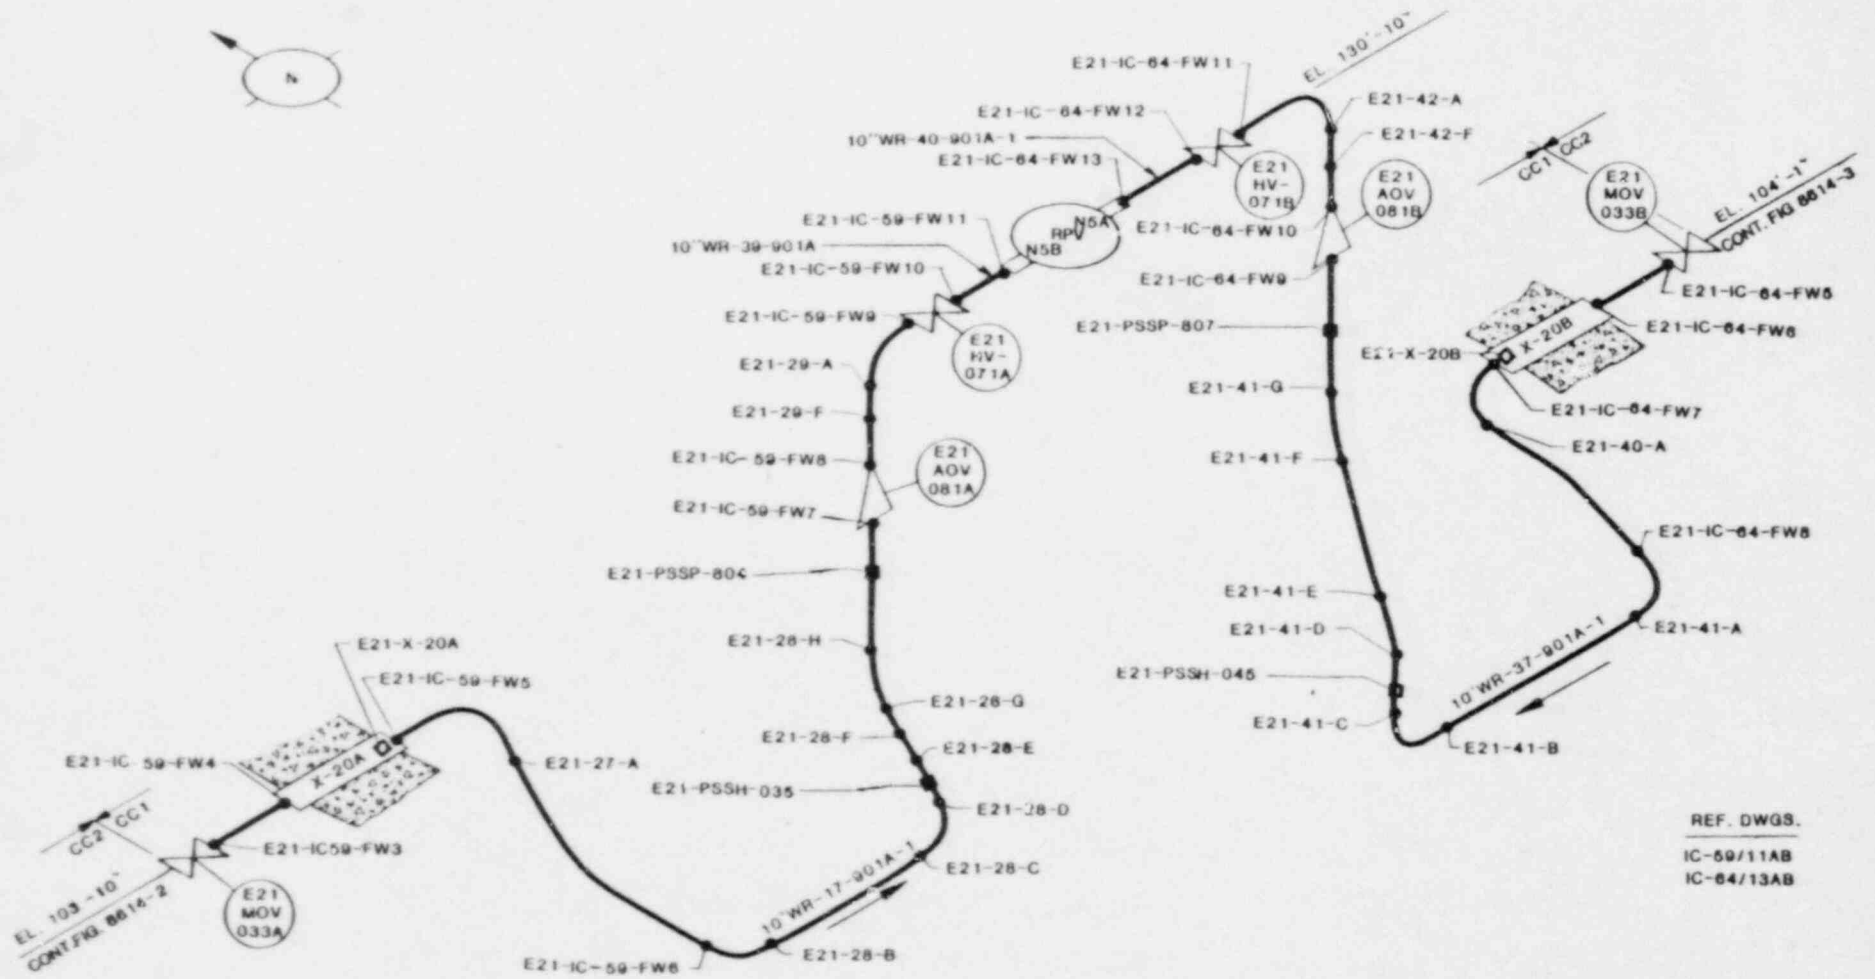 N
EL. 130'-10"
E21-IC-64-FW11
E21-IC-64-FW12
10"WR-40-901A-1
E21-IC-64-FW13
E21-42-A
E21-42-F
E21
HV-
071B
E21
AOV
081B
CC1
CC2
E21
MOV
033B
EL. 104'-1"
CONT. FIG 8614-3
E21-IC-59-FW11
10"WR-39-901A
E21-IC-59-FW10
N5A
RPV
N5B
E21-IC-64-FW10
E21-IC-64-FW9
E21-IC-64-FW5
E21-IC-64-FW6
E21-IC-59-FW9
E21
HV-
071A
E21-PSSP-807
E21-X-20B
X-20B
E21-29-A
E21-41-G
E21-IC-64-FW7
E21-29-F
E21-40-A
E21-IC-59-FW8
E21
AOV
081A
E21-41-F
E21-IC-59-FW7
E21-IC-64-FW8
E21-PSSP-804
E21-41-E
E21-28-H
E21-41-D
E21-41-A
E21-X-20A
E21-IC-59-FW5
E21-PSSH-045
10"WR-37-901A-1
E21-28-G
E21-41-C
E21-28-F
E21-28-E
E21-41-B
E21-IC 59-FW4
X-20A
E21-27-A
E21-PSSH-035
E21-28-D
CC2
CC1
E21-IC59-FW3
E21-28-C
10"WR-17-901A-1
EL. 103'-10"
CONT.FIG. 8614-2
E21
MOV
033A
E21-28-B
E21-IC-59-FW6
REF. DWGS.
IC-59/11AB
IC-64/13AB